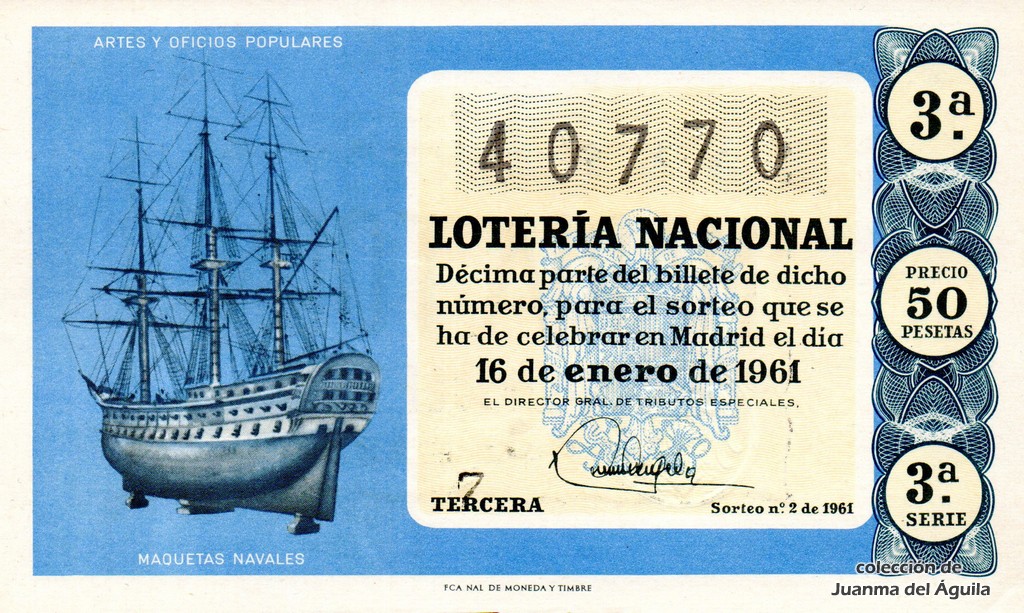 ARTES Y OFICIOS POPULARES
40770
LOTERÍA NACIONAL
Décima parte del billete de dicho
número, para el sorteo que se
ha de celebrar en Madrid el día
16 de enero de 1961
EL DIRECTOR GRAL. DE TRIBUTOS ESPECIALES,
7
TERCERA
Sorteo n.º 2 de 1961
MAQUETAS NAVALES
FCA NAL DE MONEDA Y TIMBRE
3ª.
PRECIO
50
PESETAS
3ª.
SERIE
colección de
Juanma del Águila